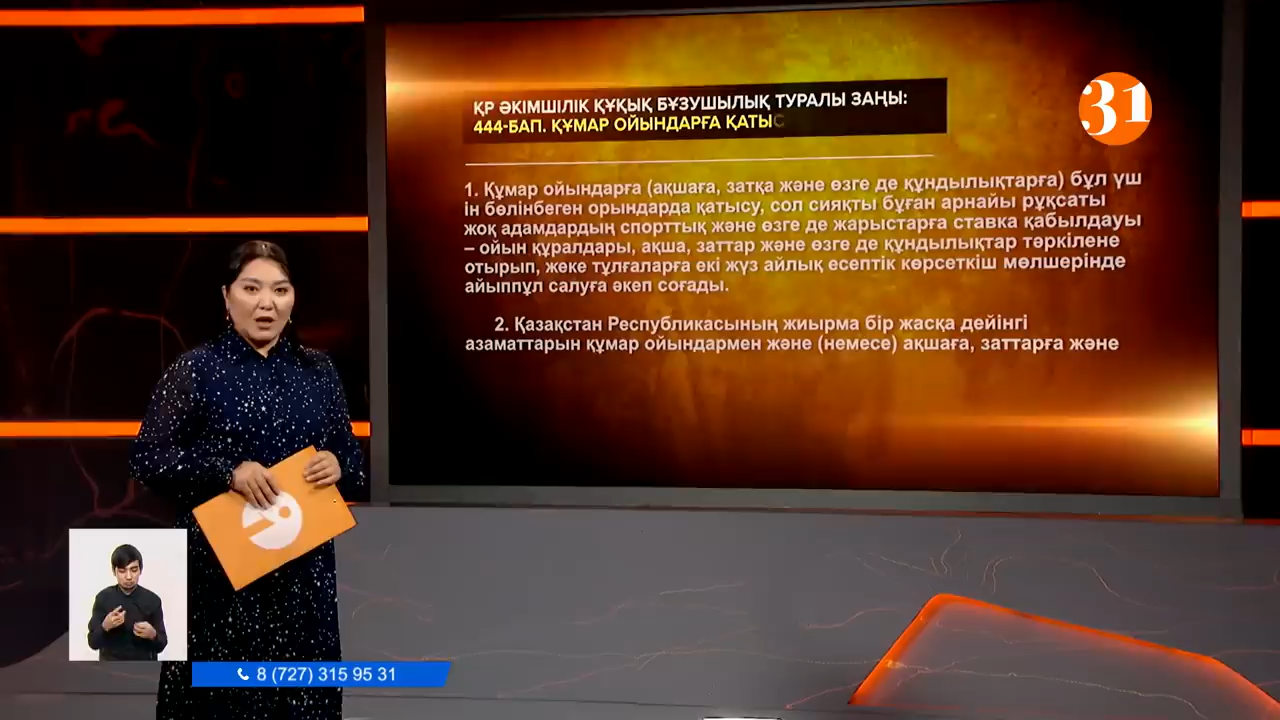 ҚР ӘКІМШІЛІК ҚҰҚЫҚ БҰЗУШЫЛЫҚ ТУРАЛЫ ЗАҢЫ:
444-БАП. ҚҰМАР ОЙЫНДАРҒА ҚАТЫС
31
1. Құмар ойындарға (ақшаға, затқа және өзге де құндылықтарға) бұл үш
ін бөлінбеген орындарда қатысу, сол сияқты бұған арнайы рұқсаты
жоқ адамдардың спорттық және өзге де жарыстарға ставка қабылдауы
– ойын құралдары, ақша, заттар және өзге де құндылықтар тәркілене
отырып, жеке тұлғаларға екі жүз айлық есептік көрсеткіш мөлшерінде
айыппұл салуға әкеп соғады.
2. Қазақстан Республикасының жиырма бір жасқа дейінгі
азаматтарын құмар ойындармен және (немесе) ақшаға, заттарға және
8 (727) 315 95 31